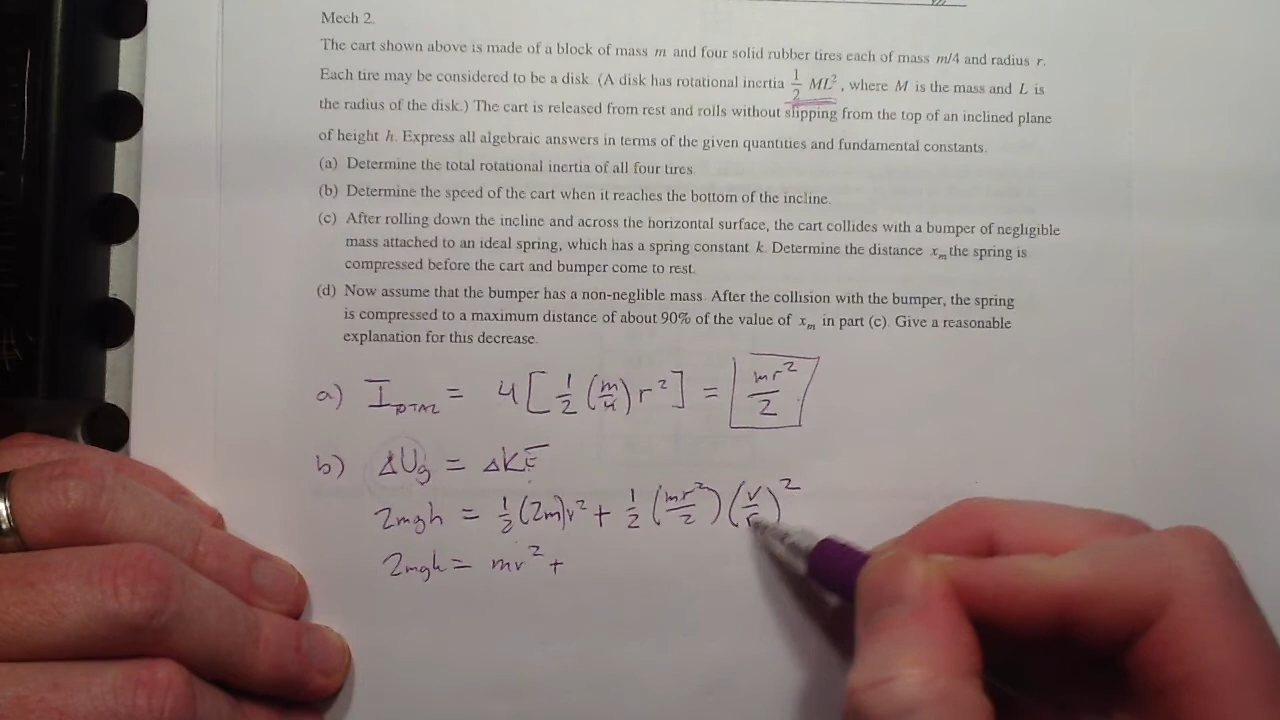 Mech 2.
The cart shown above is made of a block of mass m and four solid rubber tires each of mass m/4 and radius r.
Each tire may be considered to be a disk. (A disk has rotational inertia 1/2 ML², where M is the mass and L is
the radius of the disk.) The cart is released from rest and rolls without slipping from the top of an inclined plane
of height h. Express all algebraic answers in terms of the given quantities and fundamental constants.
(a) Determine the total rotational inertia of all four tires.
(b) Determine the speed of the cart when it reaches the bottom of the incline.
(c) After rolling down the incline and across the horizontal surface, the cart collides with a bumper of negligible
mass attached to an ideal spring, which has a spring constant k. Determine the distance xₘ the spring is
compressed before the cart and bumper come to rest.
(d) Now assume that the bumper has a non-neglible mass. After the collision with the bumper, the spring
is compressed to a maximum distance of about 90% of the value of xₘ in part (c). Give a reasonable
explanation for this decrease.
a) I TOTAL = 4[1/2 (m/4) r²] = mr²/2
b) ΔUg = ΔKE
2mgh = 1/2 (2m)v² + 1/2 (mr²/2)(v/r)²
2mgh = mv² +